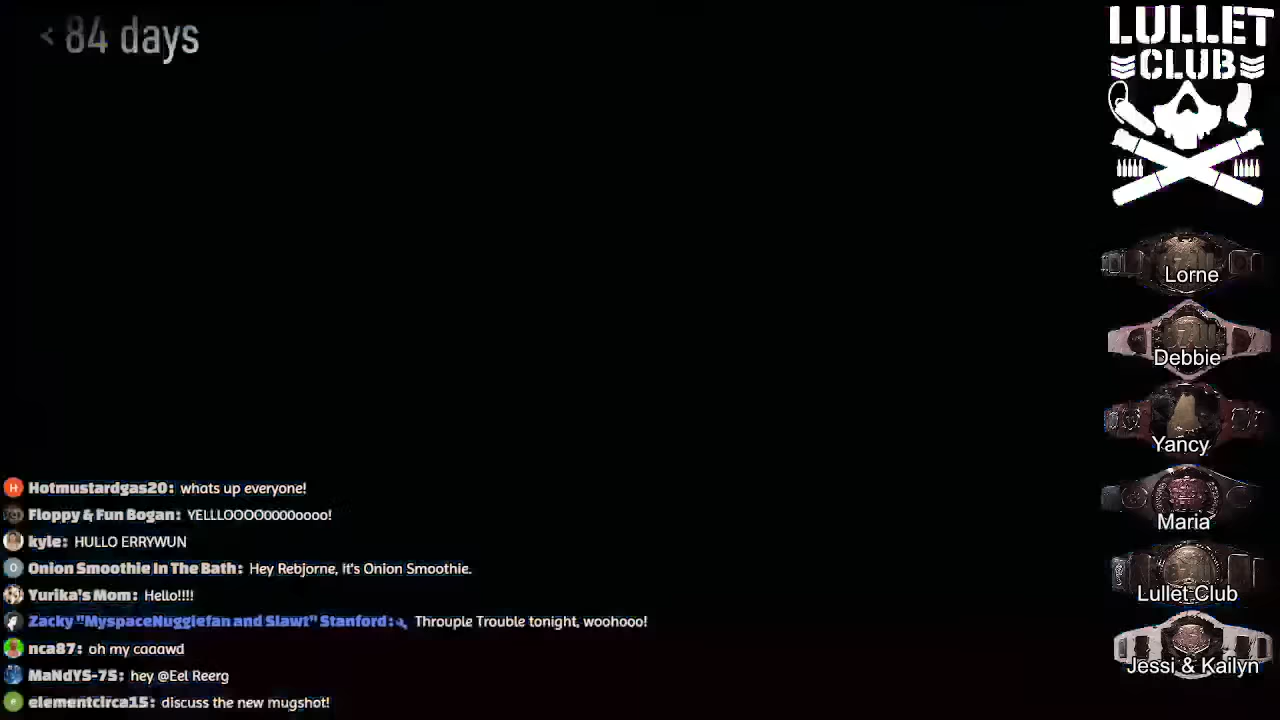 < 84 days
LULLET
CLUB
Lorne
Debbie
Yancy
Maria
Lullet Club
Jessi & Kailyn
Hotmustardgas20: whats up everyone!
Floppy & Fun Bogan: YELLLOOOOooooooo!
kyle: HULLO ERRYWUN
Onion Smoothie In The Bath: Hey Rebjorne, it's Onion Smoothie.
Yurika's Mom: Hello!!!!
Zacky "MyspaceNugglefan and Slawt" Stanford: Throuple Trouble tonight, woohooo!
nca87: oh my caaawd
MaNdYS-75: hey @Eel Reerg
elementcirca15: discuss the new mugshot!